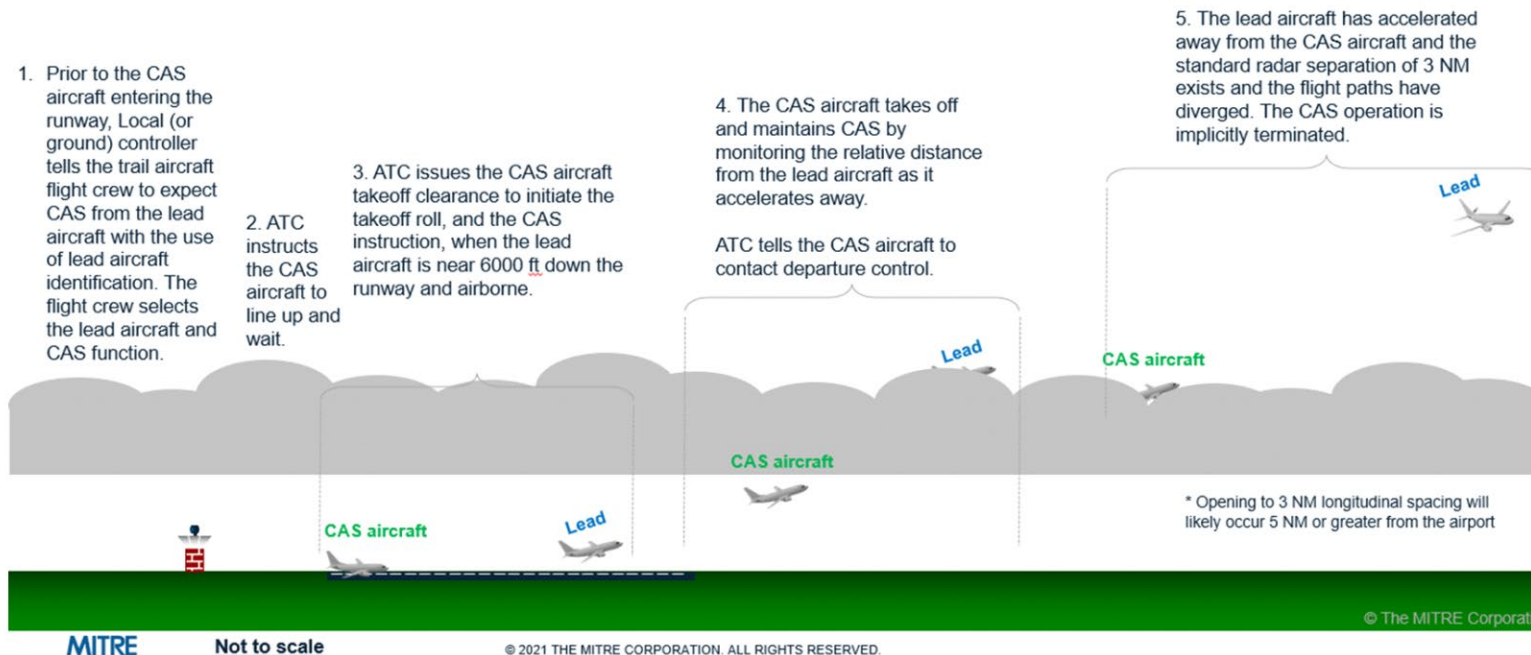 1. Prior to the CAS
aircraft entering the
runway, Local (or
ground) controller
tells the trail aircraft
flight crew to expect
CAS from the lead
aircraft with the use
of lead aircraft
identification. The
flight crew selects
the lead aircraft and
CAS function.
2. ATC
instructs
the CAS
aircraft to
line up and
wait.
3. ATC issues the CAS aircraft
takeoff clearance to initiate the
takeoff roll, and the CAS
instruction, when the lead
aircraft is near 6000 ft down the
runway and airborne.
4. The CAS aircraft takes off
and maintains CAS by
monitoring the relative distance
from the lead aircraft as it
accelerates away.
ATC tells the CAS aircraft to
contact departure control.
5. The lead aircraft has accelerated
away from the CAS aircraft and the
standard radar separation of 3 NM
exists and the flight paths have
diverged. The CAS operation is
implicitly terminated.
Lead
Lead
CAS aircraft
CAS aircraft
CAS aircraft
Lead
* Opening to 3 NM longitudinal spacing will
likely occur 5 NM or greater from the airport
© The MITRE Corporat
MITRE
Not to scale
© 2021 THE MITRE CORPORATION. ALL RIGHTS RESERVED.